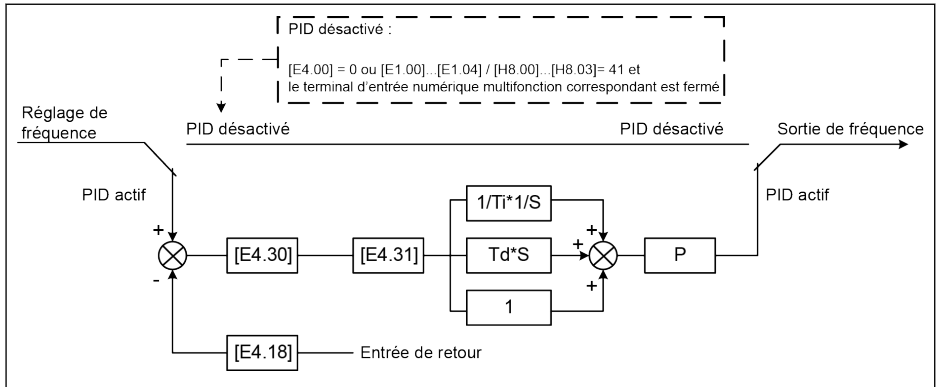 PID désactivé :
[E4.00] = 0 ou [E1.00]...[E1.04] / [H8.00]...[H8.03]= 41 et
le terminal d'entrée numérique multifonction correspondant est fermé
Réglage de
fréquence
PID désactivé
PID désactivé
Sortie de fréquence
PID actif
PID actif
+
-
[E4.30]
[E4.31]
1/Ti*1/S
Td*S
1
+
+
+
P
[E4.18]
Entrée de retour